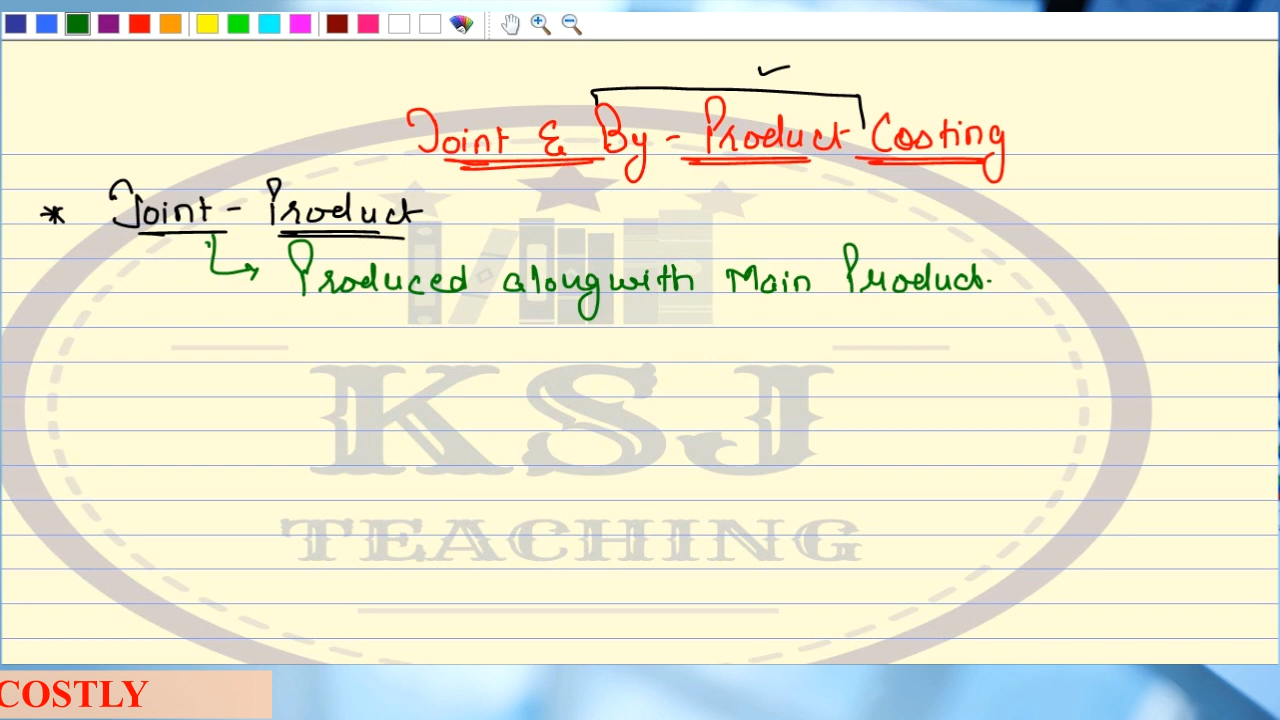 Joint & By - Product Costing
* Joint - Product
Produced alongwith Main Product.
KSJ
TEACHING
COSTLY